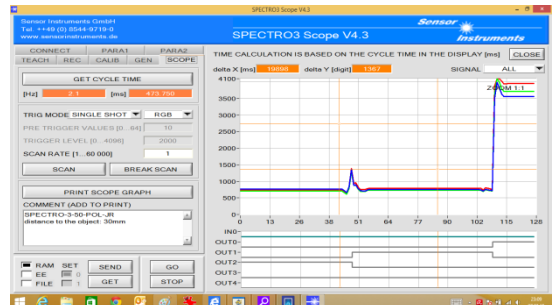 SPECTRO3 Scope V4.3
Sensor Instruments GmbH
Tel. ++49 (0).8544-9719-0
www.sensorinstruments.de
SPECTRO3 Scope V4.3
Sensor
Instruments
CONNECT PARA1 PARA2
TEACH REC CALIB GEN SCOPE
GET CYCLE TIME
[Hz] 2.1 [ms] 473.750
TRIG MODE SINGLE SHOT RGB
PRE TRIGGER VALUES [0.. 64] 10
TRIGGER LEVEL [0...4096] 2000
SCAN RATE [1...60 000] 1
SCAN BREAK SCAN
PRINT SCOPE GRAPH
COMMENT (ADD TO PRINT)
SPECTRO-3-50-POL-JR
distance to the object: 30mm
RAM SET SEND GO
EE 0
FILE 1 GET STOP
TIME CALCULATION IS BASED ON THE CYCLE TIME IN THE DISPLAY [ms] CLOSE
delta X [ms] 19898 delta Y [digit] 1367 SIGNAL ALL
ZOOM 1:1
4100
3500
3000
2500
2000
1500
1000
500
0
0 13 26 38 51 64 77 90 102 115 128
IN0
OUT0
OUT1
OUT2
OUT3
OUT4